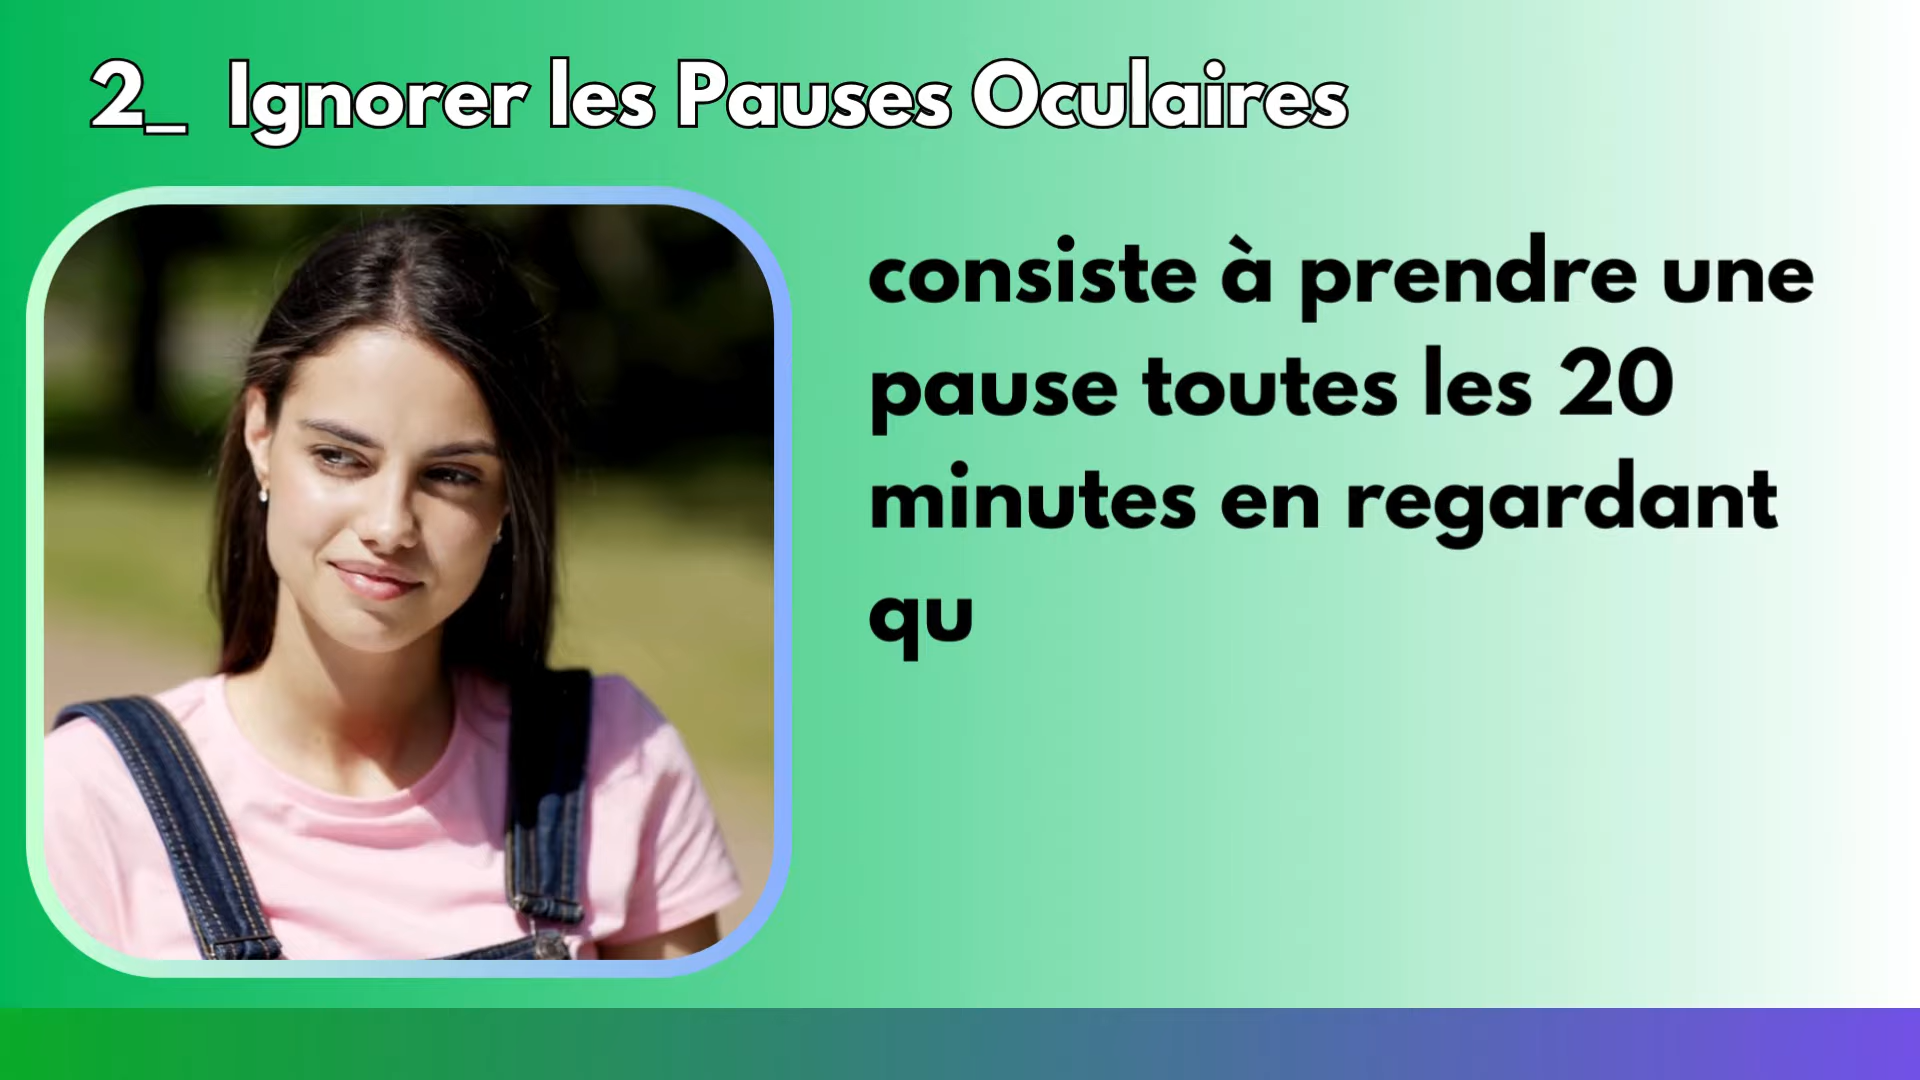 2_ Ignorer les Pauses Oculaires
consiste à prendre une
pause toutes les 20
minutes en regardant
qu